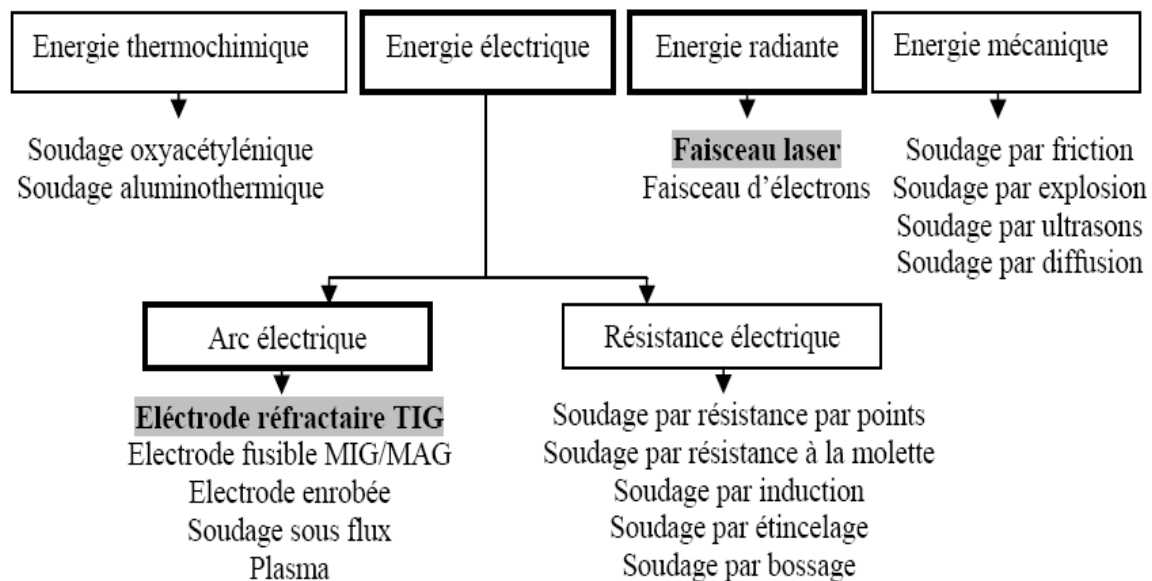 Energie thermochimique
Energie électrique
Energie radiante
Energie mécanique
Soudage oxyacétylénique
Soudage aluminothermique
Faisceau laser
Faisceau d’électrons
Soudage par friction
Soudage par explosion
Soudage par ultrasons
Soudage par diffusion
Arc électrique
Résistance électrique
Eléctrode réfractaire TIG
Electrode fusible MIG/MAG
Electrode enrobée
Soudage sous flux
Plasma
Soudage par résistance par points
Soudage par résistance à la molette
Soudage par induction
Soudage par étincelage
Soudage par bossage